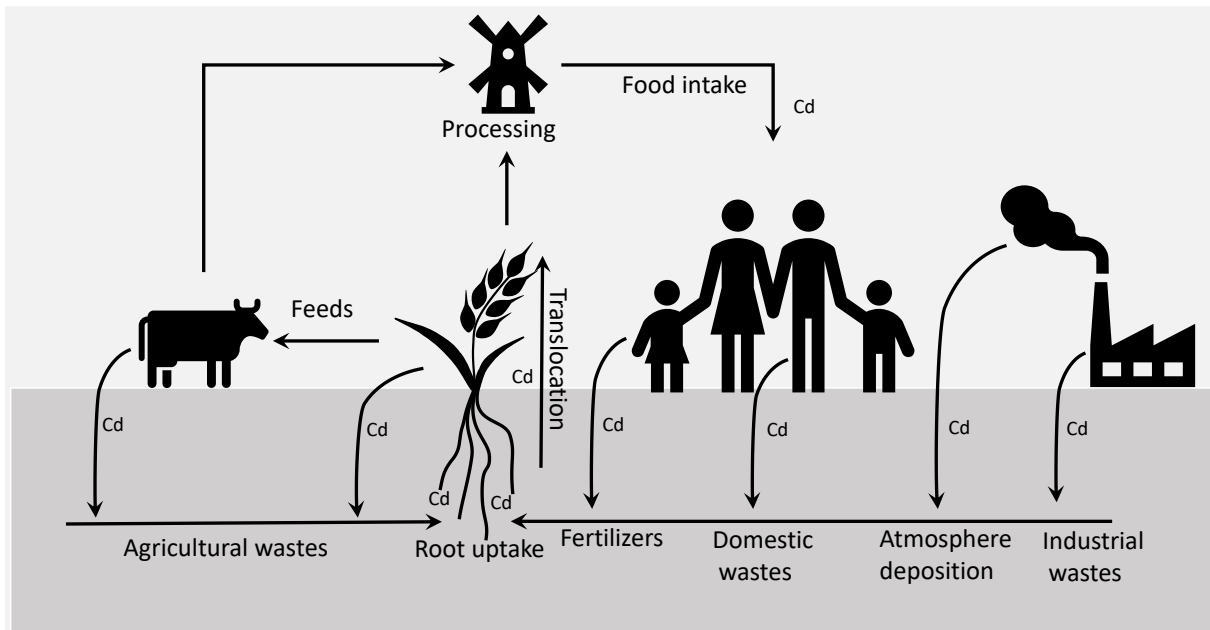 Food intake
Cd
Processing
Feeds
Translocation
Cd
Cd
Cd
Cd
Cd
Cd
Cd
Cd
Cd
Agricultural wastes
Root uptake
Fertilizers
Domestic
wastes
Atmosphere
deposition
Industrial
wastes